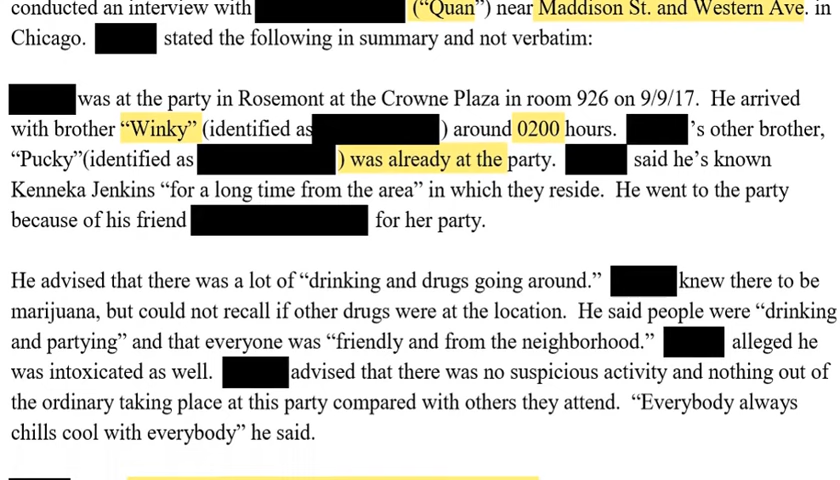 conducted an interview with (“Quan”) near Maddison St. and Western Ave. in
Chicago. stated the following in summary and not verbatim:
was at the party in Rosemont at the Crowne Plaza in room 926 on 9/9/17. He arrived
with brother “Winky” (identified as ) around 0200 hours. ’s other brother,
“Pucky”(identified as ) was already at the party. said he’s known
Kenneka Jenkins “for a long time from the area” in which they reside. He went to the party
because of his friend for her party.
He advised that there was a lot of “drinking and drugs going around.” knew there to be
marijuana, but could not recall if other drugs were at the location. He said people were “drinking
and partying” and that everyone was “friendly and from the neighborhood.” alleged he
was intoxicated as well. advised that there was no suspicious activity and nothing out of
the ordinary taking place at this party compared with others they attend. “Everybody always
chills cool with everybody” he said.